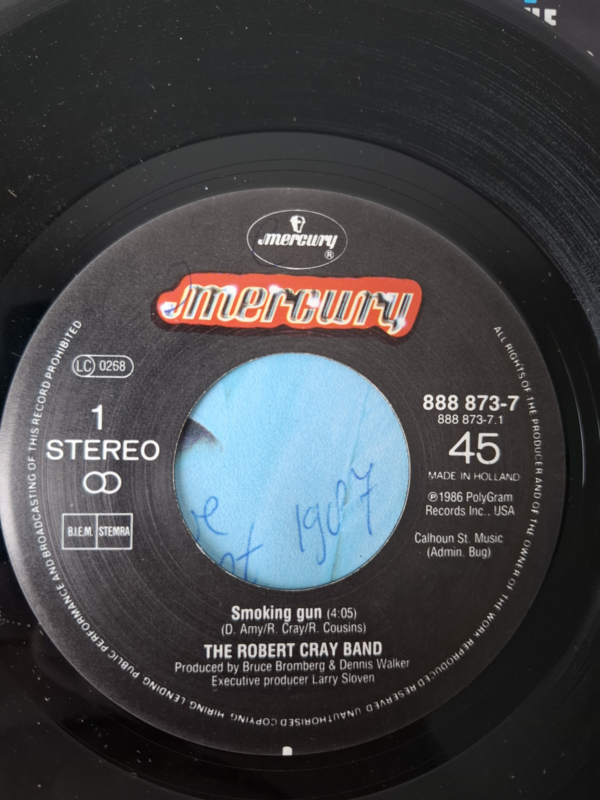 mercury
®
mercury
LC 0268
1
STEREO
B.I.E.M. STEMRA
888 873-7
888 873-7.1
45
MADE IN HOLLAND
℗1986 PolyGram
Records Inc., USA
Calhoun St. Music
(Admin. Bug)
1987
Smoking gun (4:05)
(D. Amy/R. Cray/R. Cousins)
THE ROBERT CRAY BAND
Produced by Bruce Bromberg & Dennis Walker
Executive producer Larry Sloven
ALL RIGHTS OF THE PRODUCER AND OF THE OWNER OF THE WORK REPRODUCED RESERVED UNAUTHORISED COPYING HIRING LENDING PUBLIC PERFORMANCE AND BROADCASTING OF THIS RECORD PROHIBITED